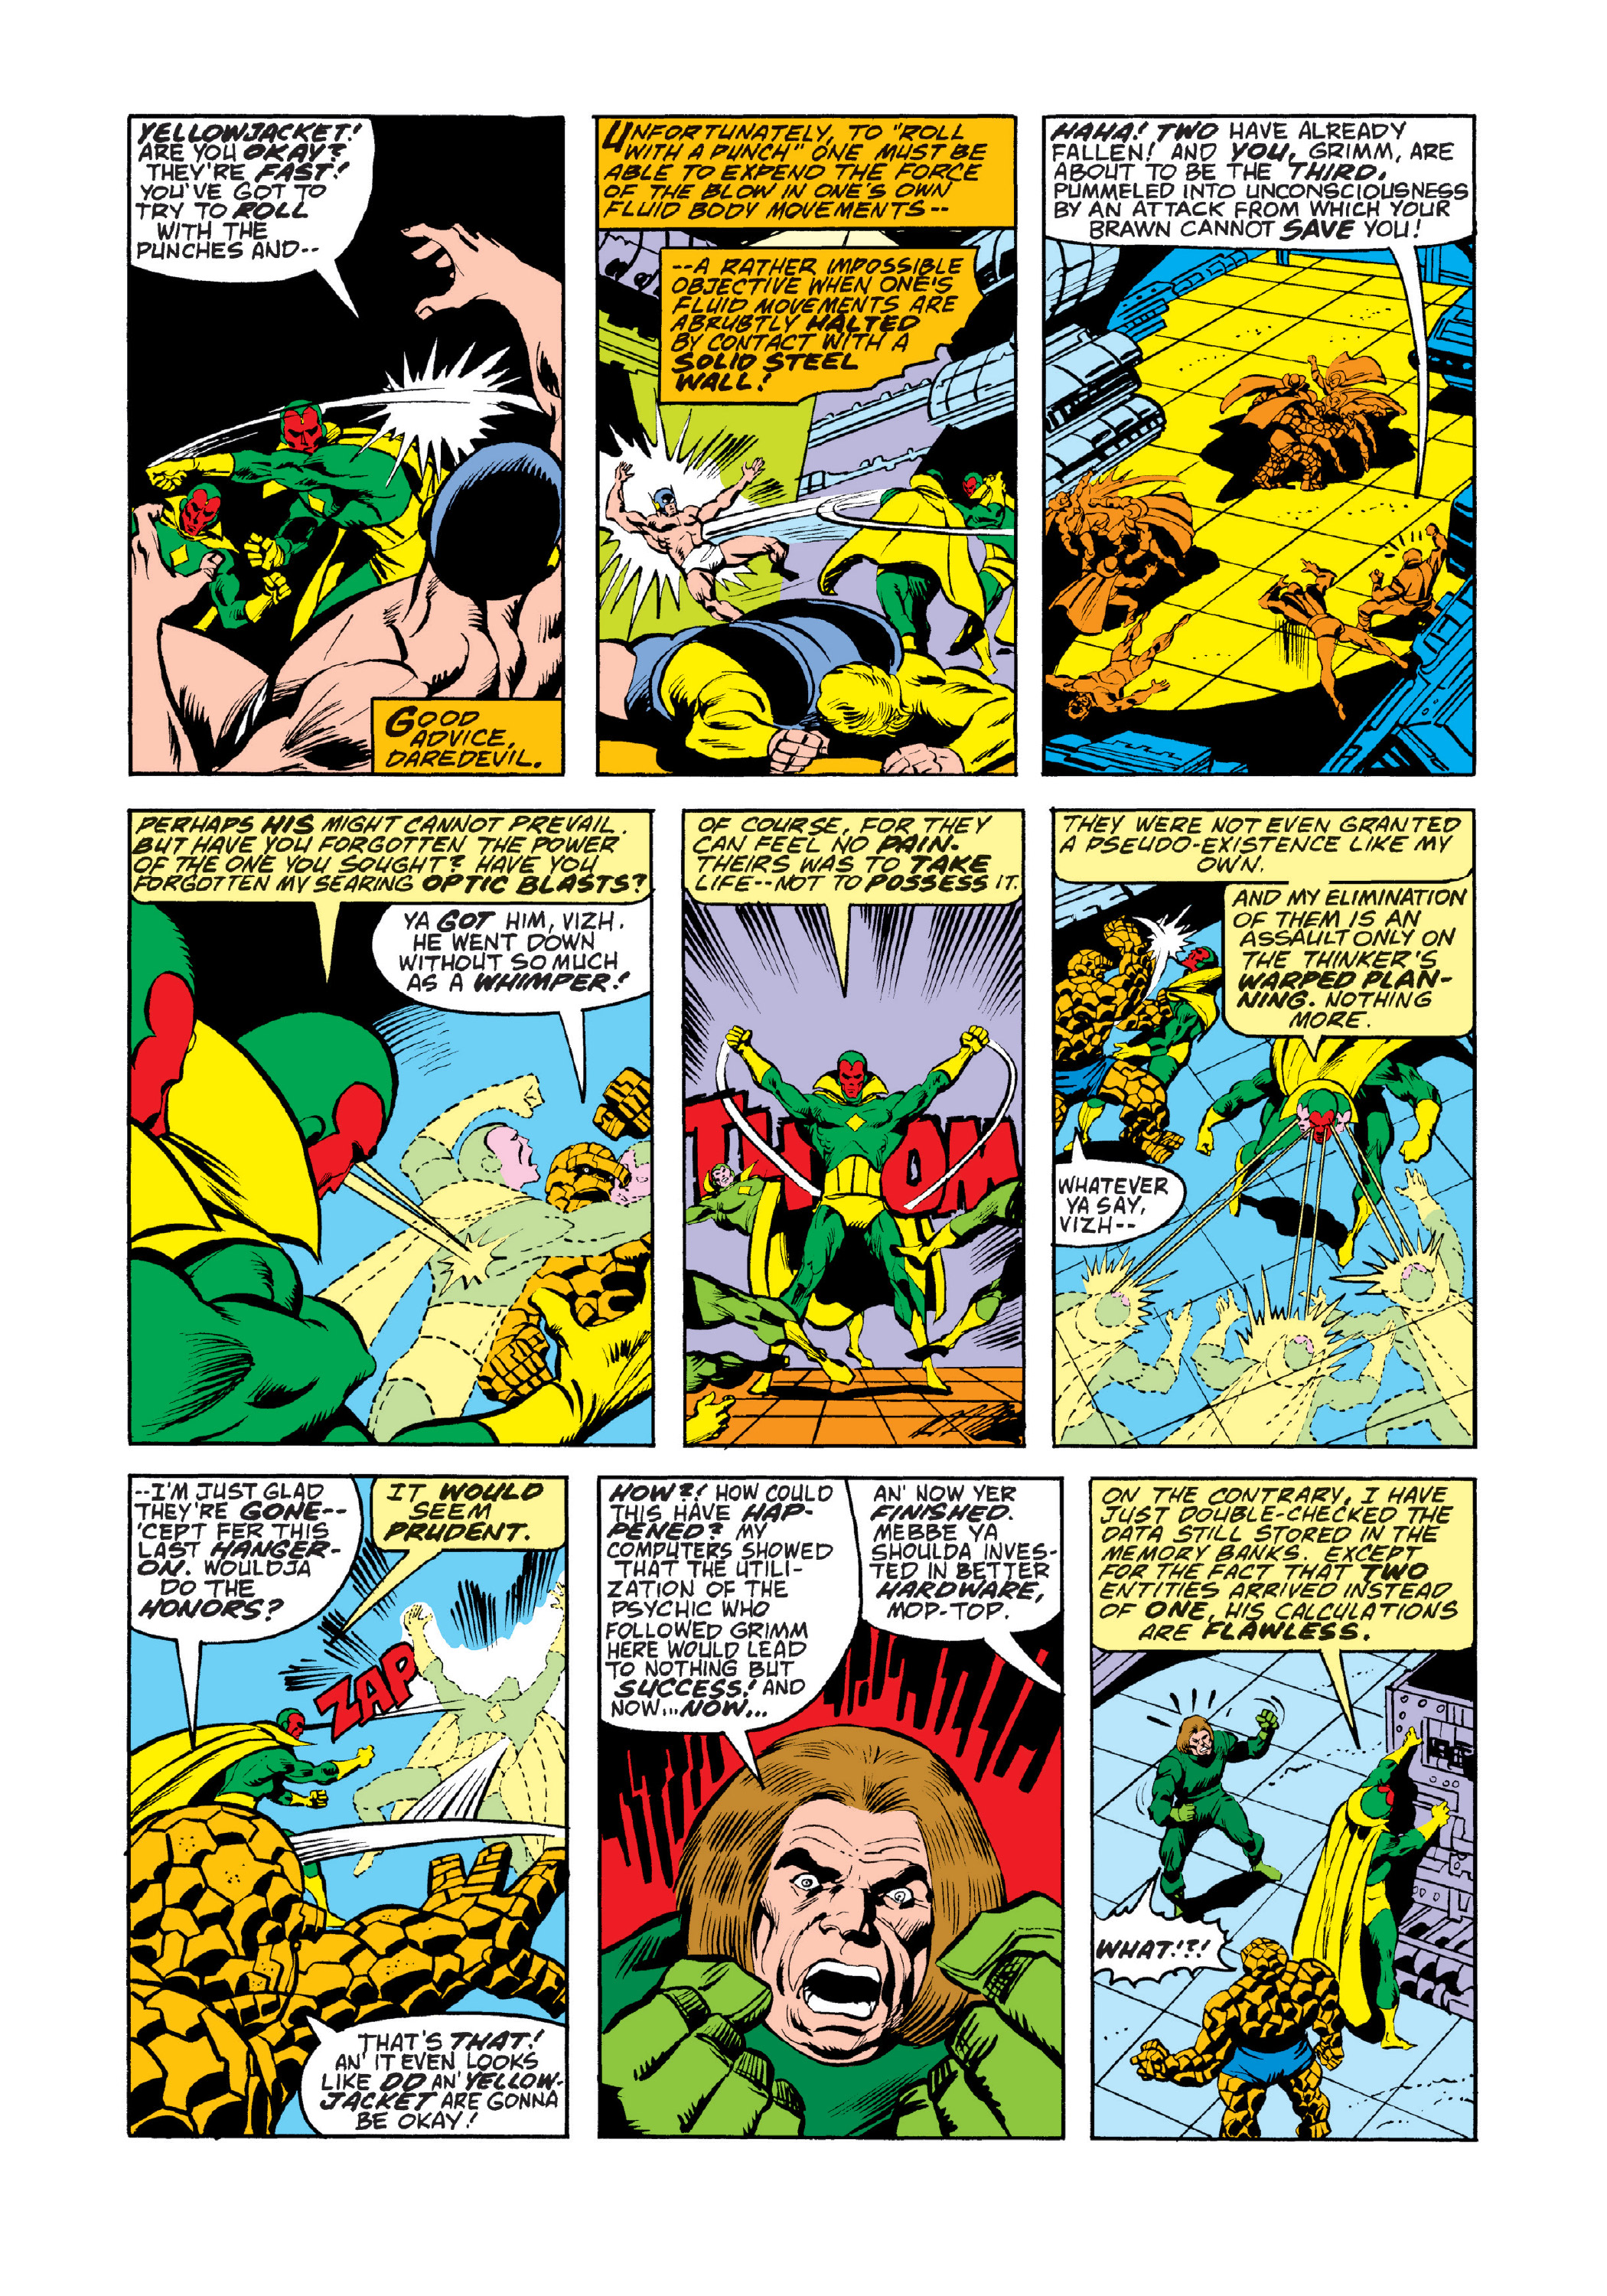 YELLOWJACKET!
ARE YOU OKAY?
THEY'RE FAST!
YOU'VE GOT TO
TRY TO ROLL
WITH THE
PUNCHES AND--
GOOD
ADVICE,
DAREDEVIL.
UNFORTUNATELY, TO "ROLL
WITH A PUNCH" ONE MUST BE
ABLE TO EXPEND THE FORCE
OF THE BLOW IN ONE'S OWN
FLUID BODY MOVEMENTS--
--A RATHER IMPOSSIBLE
OBJECTIVE WHEN ONE'S
FLUID MOVEMENTS ARE
ABRUBTLY HALTED
BY CONTACT WITH A
SOLID STEEL
WALL!
HAHA! TWO HAVE ALREADY
FALLEN! AND YOU, GRIMM, ARE
ABOUT TO BE THE THIRD,
PUMMELED INTO UNCONSCIOUSNESS
BY AN ATTACK FROM WHICH YOUR
BRAWN CANNOT SAVE YOU!
PERHAPS HIS MIGHT CANNOT PREVAIL.
BUT HAVE YOU FORGOTTEN THE POWER
OF THE ONE YOU SOUGHT? HAVE YOU
FORGOTTEN MY SEARING OPTIC BLASTS?
YA GOT HIM, VIZH.
HE WENT DOWN
WITHOUT SO MUCH
AS A WHIMPER!
OF COURSE, FOR THEY
CAN FEEL NO PAIN.
THEIRS WAS TO TAKE
LIFE--NOT TO POSSESS IT.
THOOM
THEY WERE NOT EVEN GRANTED
A PSEUDO-EXISTENCE LIKE MY
OWN.
AND MY ELIMINATION
OF THEM IS AN
ASSAULT ONLY ON
THE THINKER'S
WARPED PLAN-
NING. NOTHING
MORE.
WHATEVER
YA SAY,
VIZH--
--I'M JUST GLAD
THEY'RE GONE--
'CEPT FER THIS
LAST HANGER-
ON. WOULDJA
DO THE
HONORS?
IT WOULD
SEEM
PRUDENT.
ZAP
THAT'S THAT!
AN' IT EVEN LOOKS
LIKE DD AN' YELLOW-
JACKET ARE GONNA
BE OKAY!
HOW?! HOW COULD
THIS HAVE HAP-
PENED? MY
COMPUTERS SHOWED
THAT THE UTILI-
ZATION OF THE
PSYCHIC WHO
FOLLOWED GRIMM
HERE WOULD LEAD
TO NOTHING BUT
SUCCESS! AND
NOW...NOW...
AN' NOW YER
FINISHED.
MEBBE YA
SHOULDA INVES-
TED IN BETTER
HARDWARE,
MOP-TOP.
ON THE CONTRARY, I HAVE
JUST DOUBLE-CHECKED THE
DATA STILL STORED IN THE
MEMORY BANKS. EXCEPT
FOR THE FACT THAT TWO
ENTITIES ARRIVED INSTEAD
OF ONE, HIS CALCULATIONS
ARE FLAWLESS.
WHAT!?!